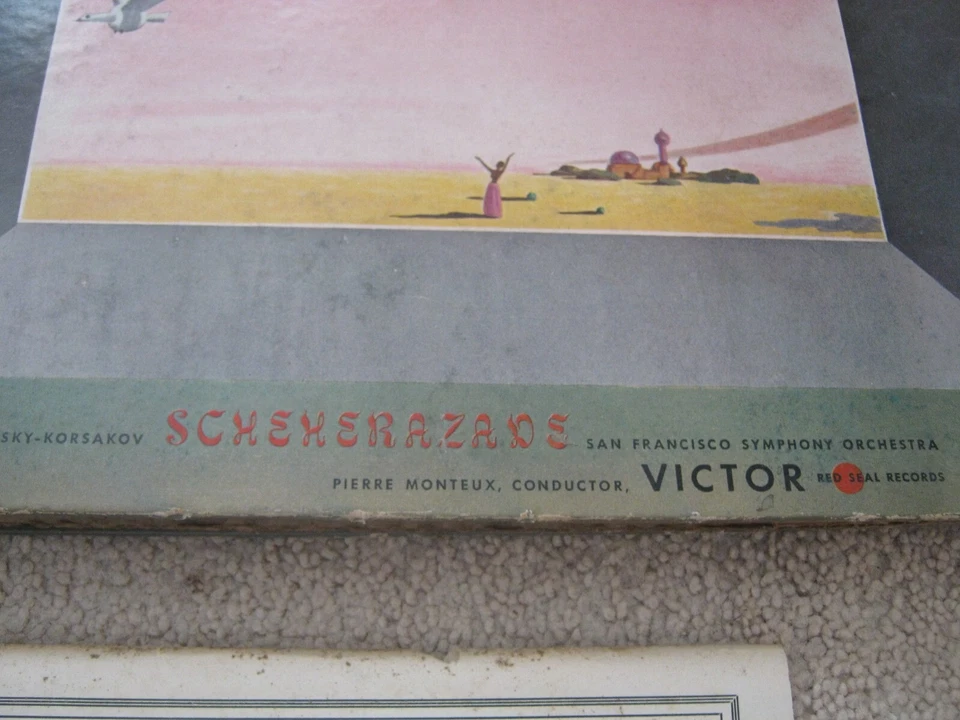 SKY-KORSAKOV SCHEHERAZADE SAN FRANCISCO SYMPHONY ORCHESTRA
PIERRE MONTEUX, CONDUCTOR, VICTOR RED SEAL RECORDS